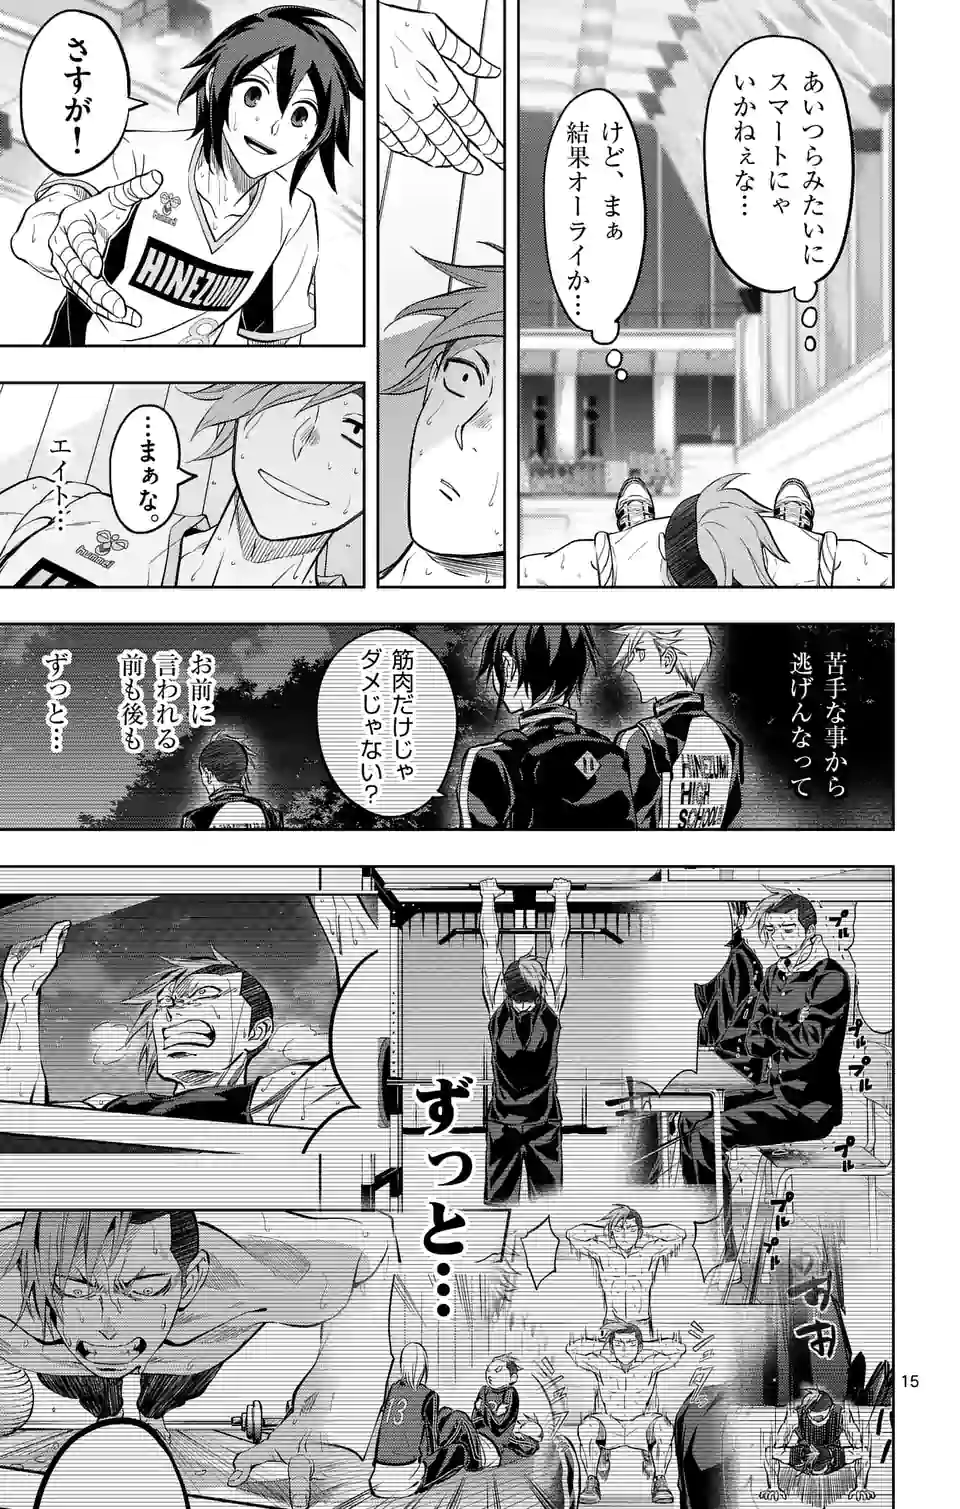 あいつらみたいに
スマートにゃ
いかねぇな…
けど、まぁ
結果オーライか…
さすが！
HINEZUMI
hummel
…まぁな。
エイト…
hummel
苦手な事から
逃げんなって
HINEZUMI
HIGH
SCHOOL
筋肉だけじゃ
ダメじゃない？
お前に
言われる
前も後も
ずっと…
プル
プル
プル
プル
プル
プル
ずっと…
13
15